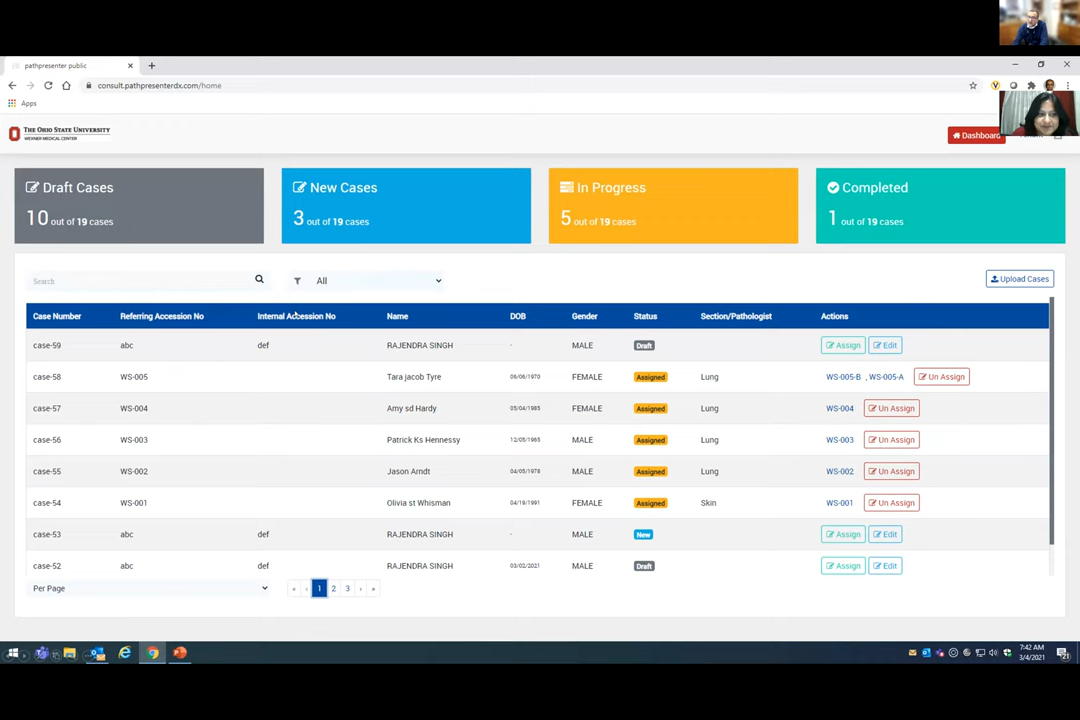 pathpresenter public
consult.pathpresenterdx.com/home
Apps
THE OHIO STATE UNIVERSITY
WEXNER MEDICAL CENTER
Dashboard
Draft Cases
10 out of 19 cases
New Cases
3 out of 19 cases
In Progress
5 out of 19 cases
Completed
1 out of 19 cases
Search
All
Upload Cases
Case Number Referring Accession No Internal Accession No Name DOB Gender Status Section/Pathologist Actions
case-59 abc def RAJENDRA SINGH - MALE Draft Assign Edit
case-58 WS-005 Tara jacob Tyre 06/06/1970 FEMALE Assigned Lung WS-005-B , WS-005-A Un Assign
case-57 WS-004 Amy sd Hardy 05/04/1985 FEMALE Assigned Lung WS-004 Un Assign
case-56 WS-003 Patrick Ks Hennessy 12/05/1965 MALE Assigned Lung WS-003 Un Assign
case-55 WS-002 Jason Arndt 04/05/1978 MALE Assigned Lung WS-002 Un Assign
case-54 WS-001 Olivia st Whisman 04/19/1991 FEMALE Assigned Skin WS-001 Un Assign
case-53 abc def RAJENDRA SINGH - MALE New Assign Edit
case-52 abc def RAJENDRA SINGH 03/02/2021 MALE Draft Assign Edit
Per Page
« ‹ 1 2 3 › »
7:42 AM
3/4/2021